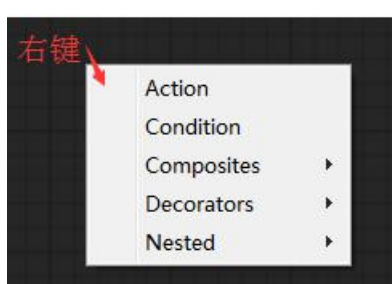 右键
Action
Condition
Composites
Decorators
Nested